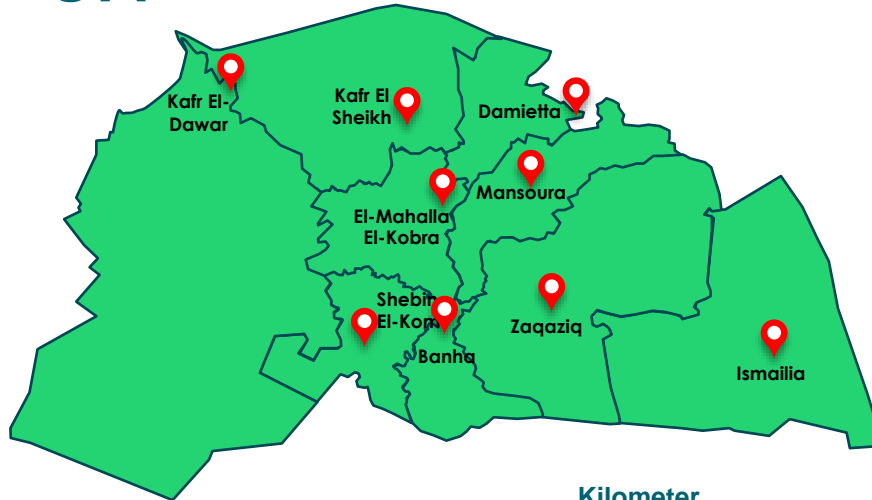 Kafr El-
Dawar
Kafr El
Sheikh
Damietta
Mansoura
El-Mahalla
El-Kobra
Shebin
El-Kom
Banha
Zaqaziq
Ismailia
Kilometer